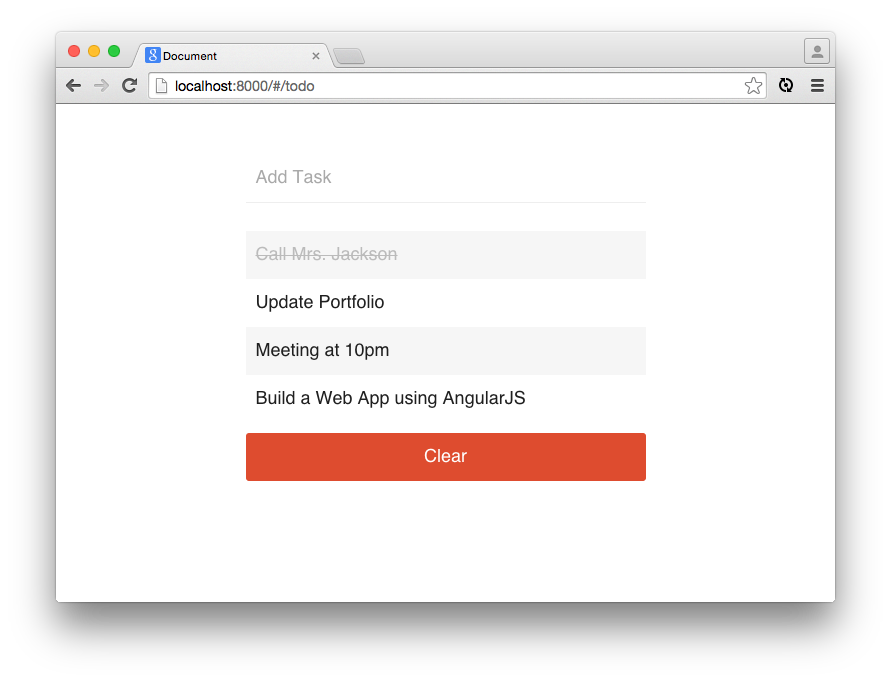 Document
localhost:8000/#/todo
Add Task
Call Mrs. Jackson
Update Portfolio
Meeting at 10pm
Build a Web App using AngularJS
Clear